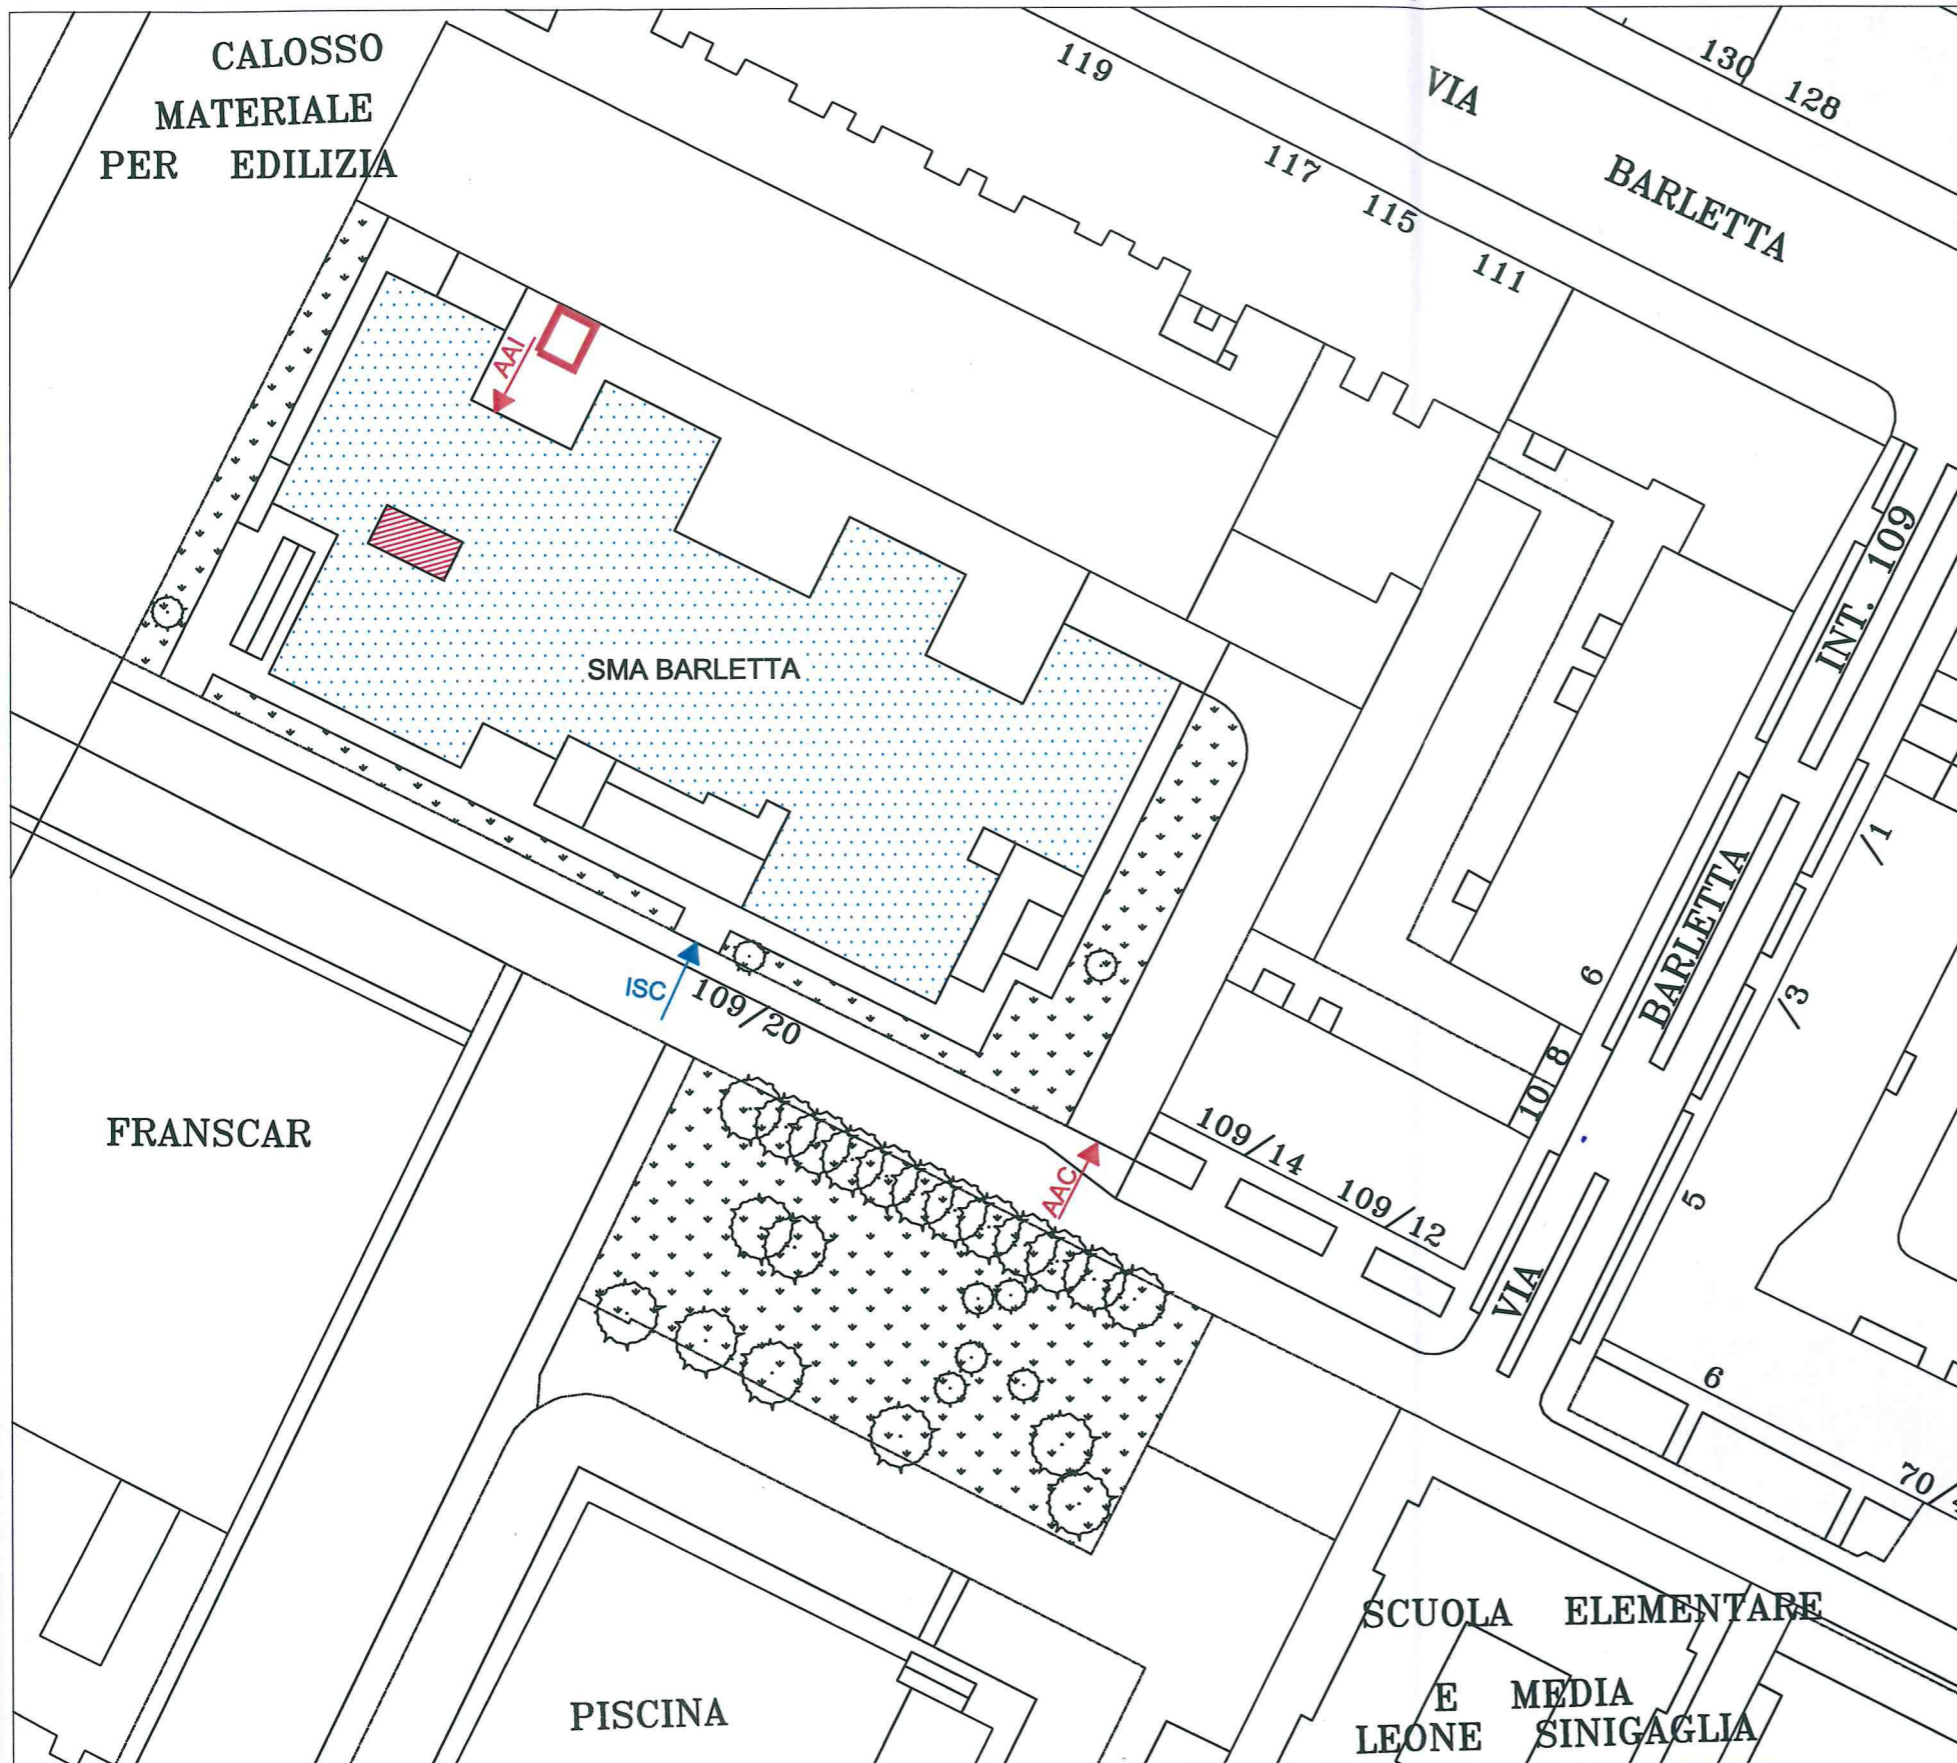 CALOSSO
MATERIALE
PER EDILIZIA
119
VIA
130
128
117
115
BARLETTA
111
AAI
INT. 109
SMA BARLETTA
/1
BARLETTA
6
ISC
109/20
/3
10
8
FRANSCAR
109/14
AAC
109/12
5
VIA
6
70/4
SCUOLA ELEMENTARE
E MEDIA
LEONE SINIGAGLIA
PISCINA